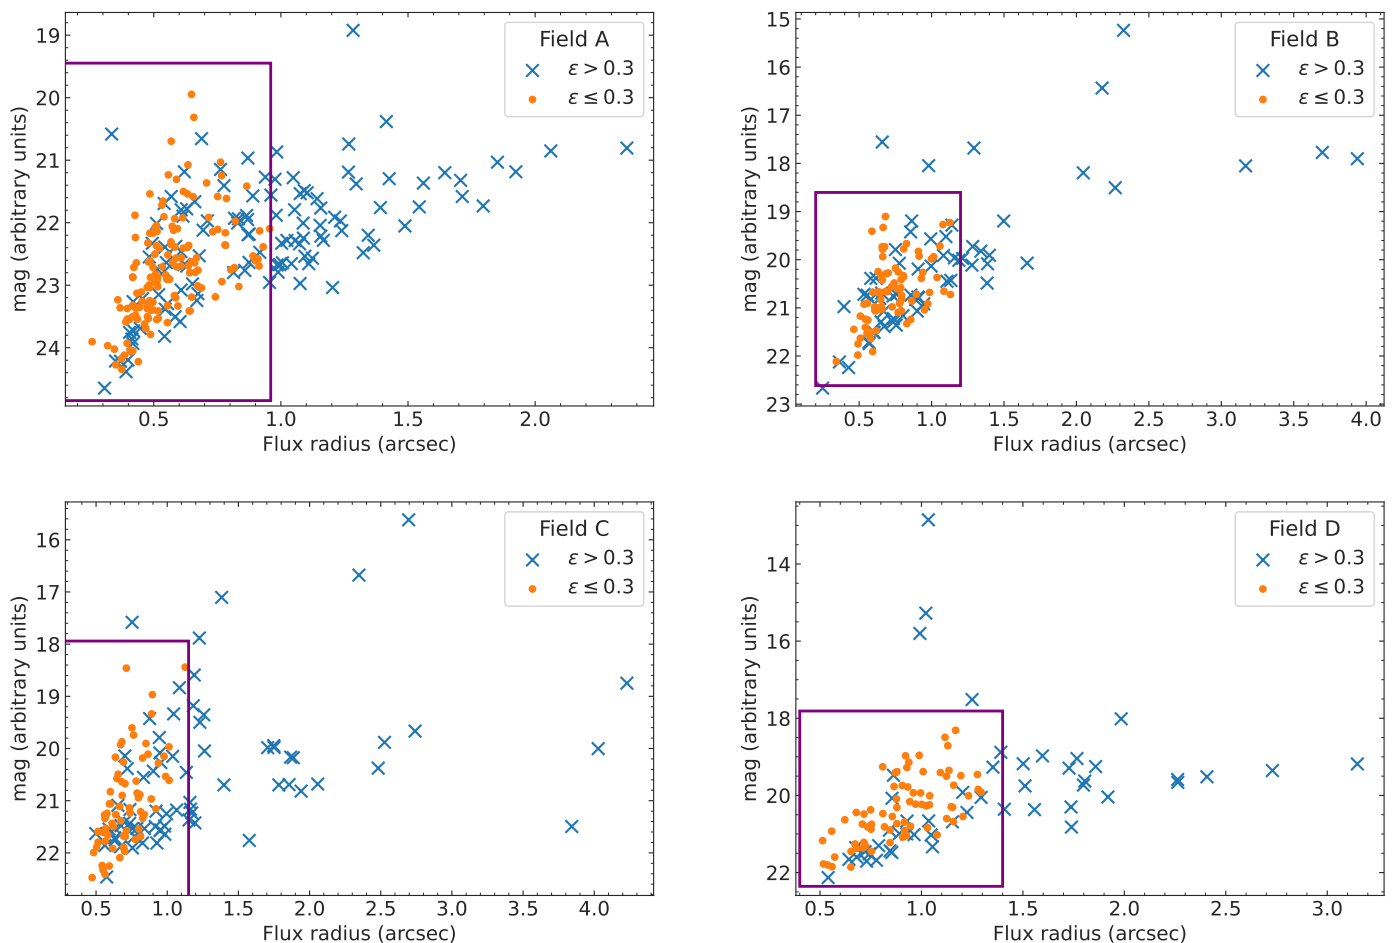 Field A
ε > 0.3
ε ≤ 0.3
19
20
21
22
23
24
mag (arbitrary units)
0.5
1.0
1.5
2.0
Flux radius (arcsec)
Field B
ε > 0.3
ε ≤ 0.3
15
16
17
18
19
20
21
22
23
mag (arbitrary units)
0.5
1.0
1.5
2.0
2.5
3.0
3.5
4.0
Flux radius (arcsec)
Field C
ε > 0.3
ε ≤ 0.3
16
17
18
19
20
21
22
mag (arbitrary units)
0.5
1.0
1.5
2.0
2.5
3.0
3.5
4.0
Flux radius (arcsec)
Field D
ε > 0.3
ε ≤ 0.3
14
16
18
20
22
mag (arbitrary units)
0.5
1.0
1.5
2.0
2.5
3.0
Flux radius (arcsec)